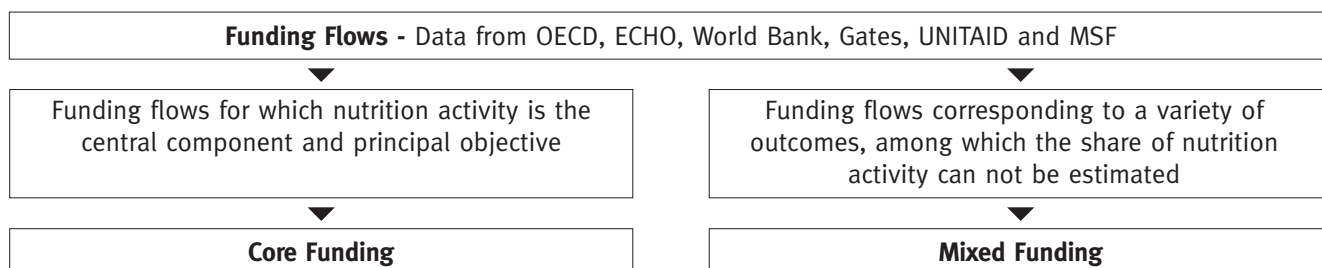 Funding Flows - Data from OECD, ECHO, World Bank, Gates, UNITAID and MSF
Funding flows for which nutrition activity is the
central component and principal objective
Funding flows corresponding to a variety of
outcomes, among which the share of nutrition
activity can not be estimated
Core Funding
Mixed Funding